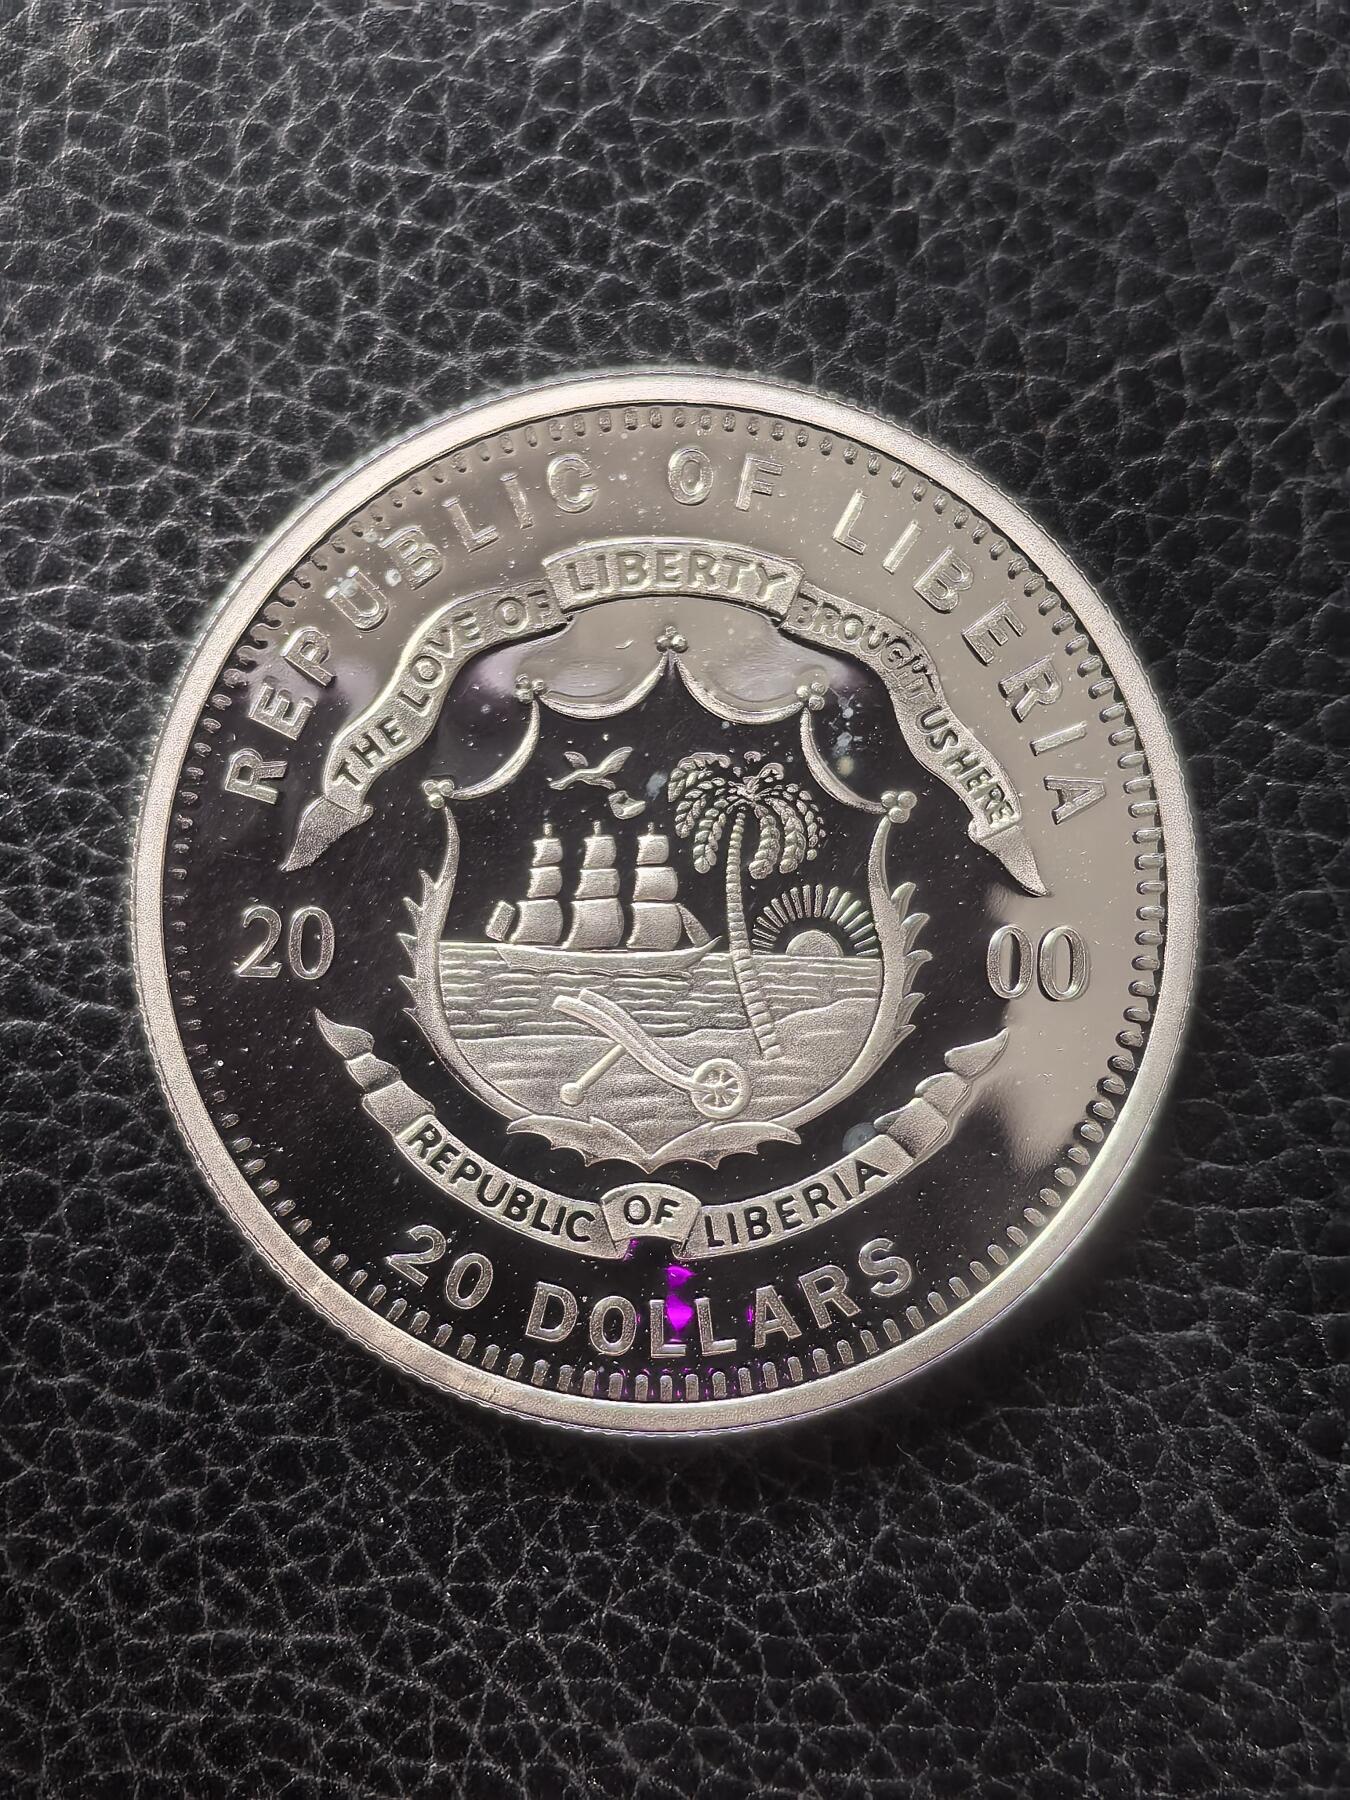 REPUBLIC OF LIBERIA
THE LOVE OF LIBERTY BROUGHT US HERE
20 00
REPUBLIC OF LIBERIA
20 DOLLARS